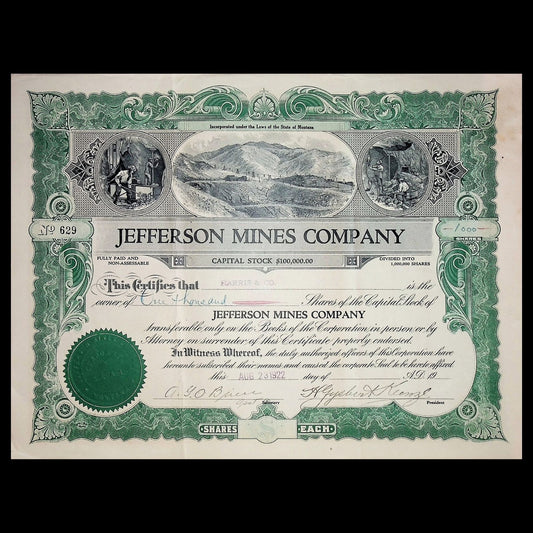 Incorporated under the Laws of the State of Montana
No 629
1000
SHARES
JEFFERSON MINES COMPANY
FULLY PAID AND
NON-ASSESSABLE
CAPITAL STOCK $100,000.00
DIVIDED INTO
1,000,000 SHARES
This Certifies that HARRIS & CO. is the
owner of One Thousand Shares of the Capital Stock of
JEFFERSON MINES COMPANY
transferable only on the Books of the Corporation in person or by
Attorney on surrender of this Certificate properly endorsed.
In Witness Whereof, the duly authorized officers of this Corporation have
hereunto subscribed their names and caused the corporate Seal to be hereto affixed
this AUG 23 1922 day of A.D. 19
Secretary
President
SHARES
EACH